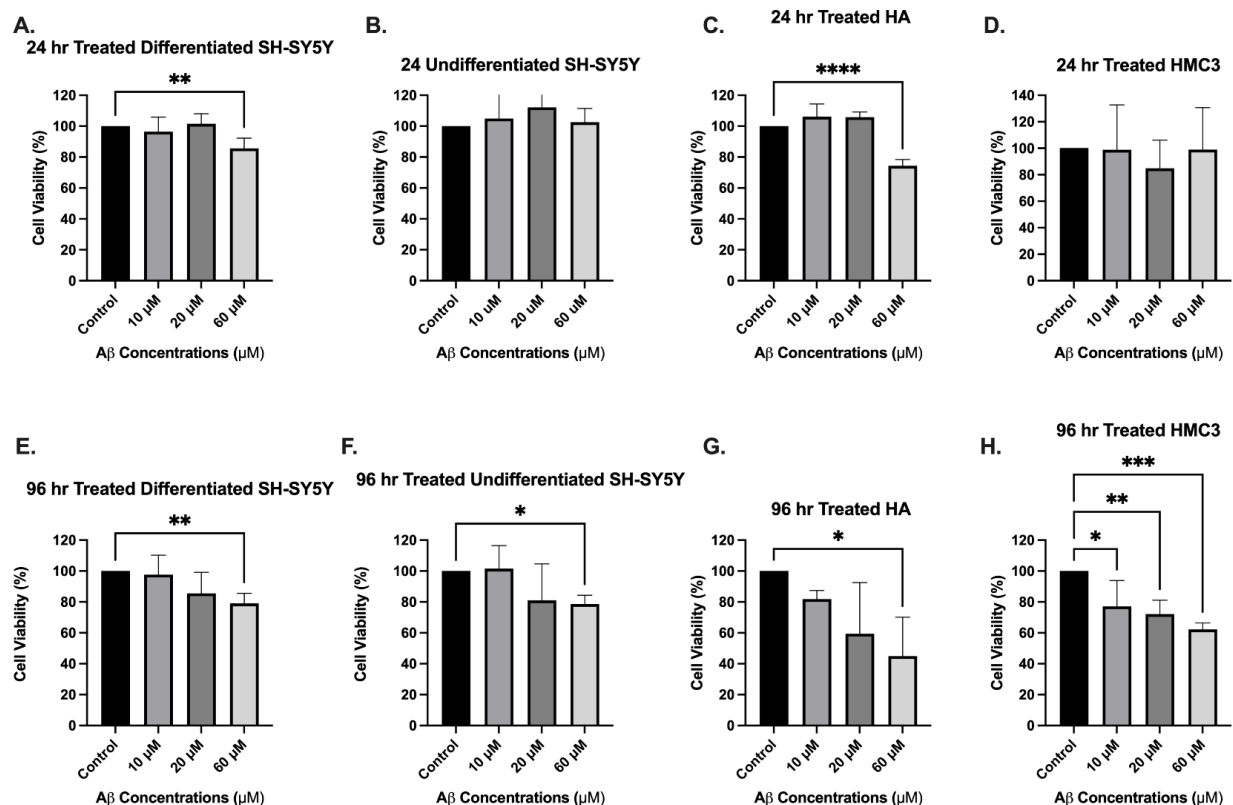 A.
24 hr Treated Differentiated SH-SY5Y
**
Cell Viability (%)
120
100
80
60
40
20
0
Control
10 µM
20 µM
60 µM
Aβ Concentrations (µM)
B.
24 Undifferentiated SH-SY5Y
Cell Viability (%)
120
100
80
60
40
20
0
Control
10 uM
20 uM
60 uM
Aβ Concentrations (µM)
C.
24 hr Treated HA
****
Cell Viability (%)
120
100
80
60
40
20
0
Control
10 µM
20 µM
60 µM
Aβ Concentrations (µM)
D.
24 hr Treated HMC3
Cell Viability (%)
140
120
100
80
60
40
20
0
Control
10 µM
20 µM
60 µM
Aβ Concentrations (µM)
E.
96 hr Treated Differentiated SH-SY5Y
**
Cell Viability (%)
120
100
80
60
40
20
0
Control
10 µM
20 µM
60 µM
Aβ Concentrations (µM)
F.
96 hr Treated Undifferentiated SH-SY5Y
*
Cell Viability (%)
120
100
80
60
40
20
0
Control
10 µM
20 µM
60 µM
Aβ Concentrations (µM)
G.
96 hr Treated HA
*
Cell Viability (%)
120
100
80
60
40
20
0
Control
10 µM
20 µM
60 µM
Aβ Concentrations (µM)
H.
96 hr Treated HMC3
***
**
*
Cell Viability (%)
120
100
80
60
40
20
0
Control
10 µM
20 µM
60 µM
Aβ Concentrations (µM)